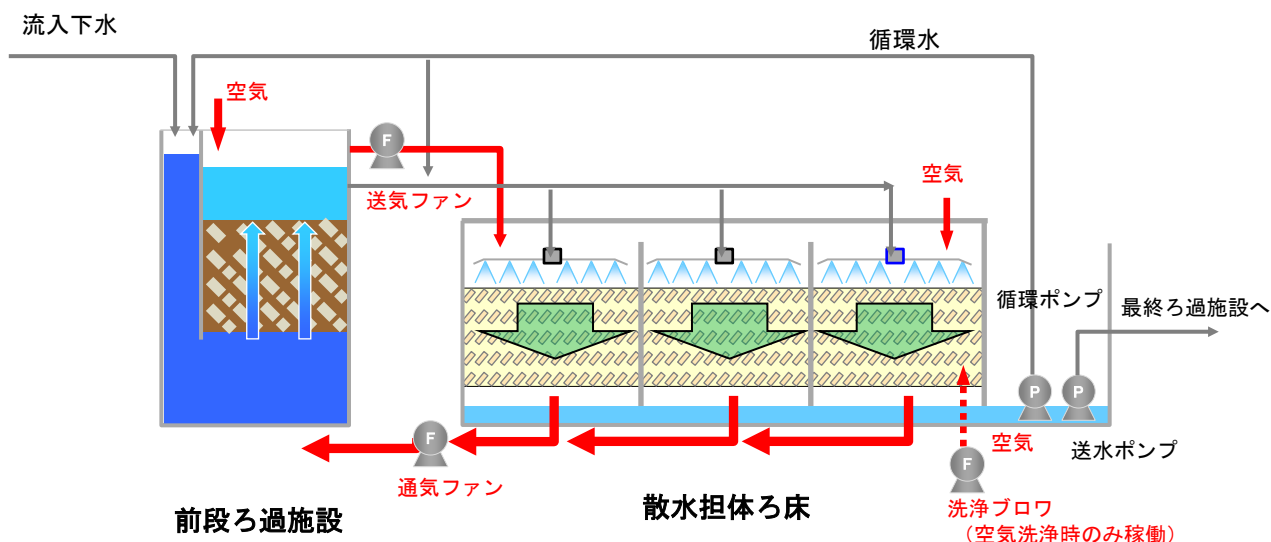 流入下水
循環水
空気
F
送気ファン
空気
循環ポンプ
最終ろ過施設へ
P
P
空気
送水ポンプ
F
通気ファン
F
前段ろ過施設
散水担体ろ床
洗浄ブロワ
（空気洗浄時のみ稼働）